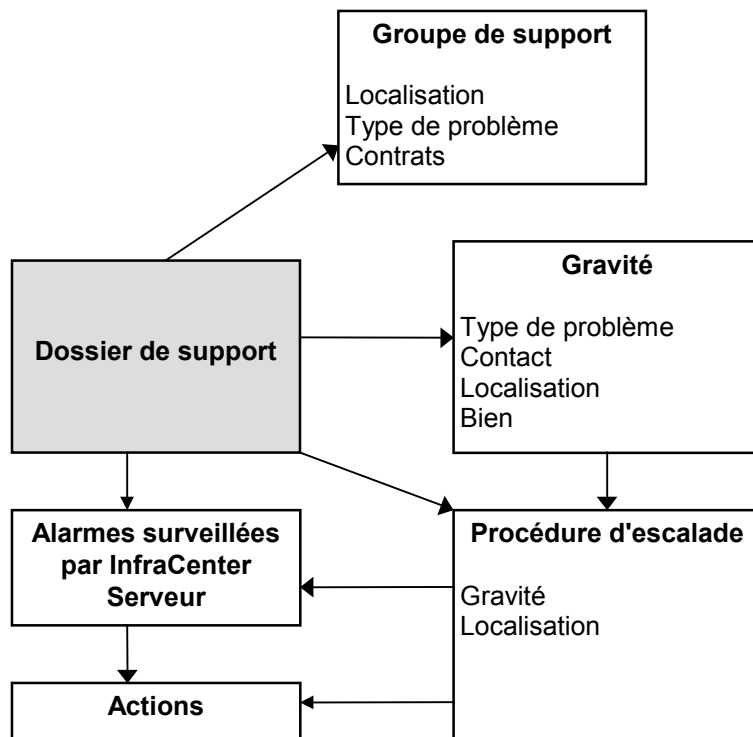 Groupe de support
Localisation
Type de problème
Contrats
Dossier de support
Gravité
Type de problème
Contact
Localisation
Bien
Alarmes surveillées
par InfraCenter
Serveur
Procédure d'escalade
Gravité
Localisation
Actions